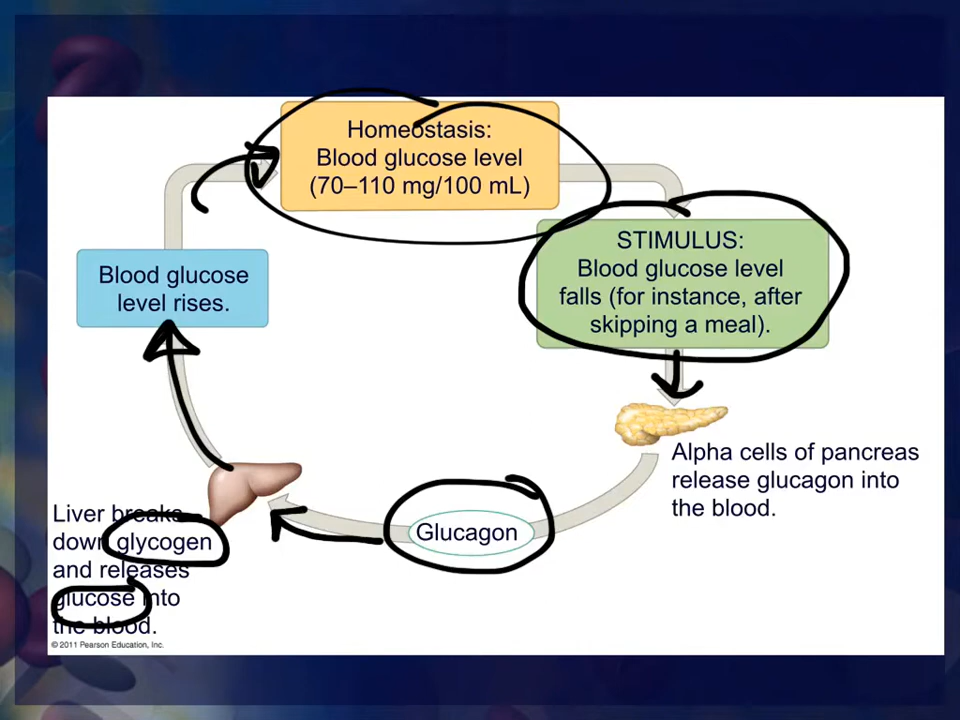 Homeostasis:
Blood glucose level
(70–110 mg/100 mL)
STIMULUS:
Blood glucose level
falls (for instance, after
skipping a meal).
Blood glucose
level rises.
Alpha cells of pancreas
release glucagon into
the blood.
Glucagon
Liver breaks
down glycogen
and releases
glucose into
the blood.
© 2011 Pearson Education, Inc.